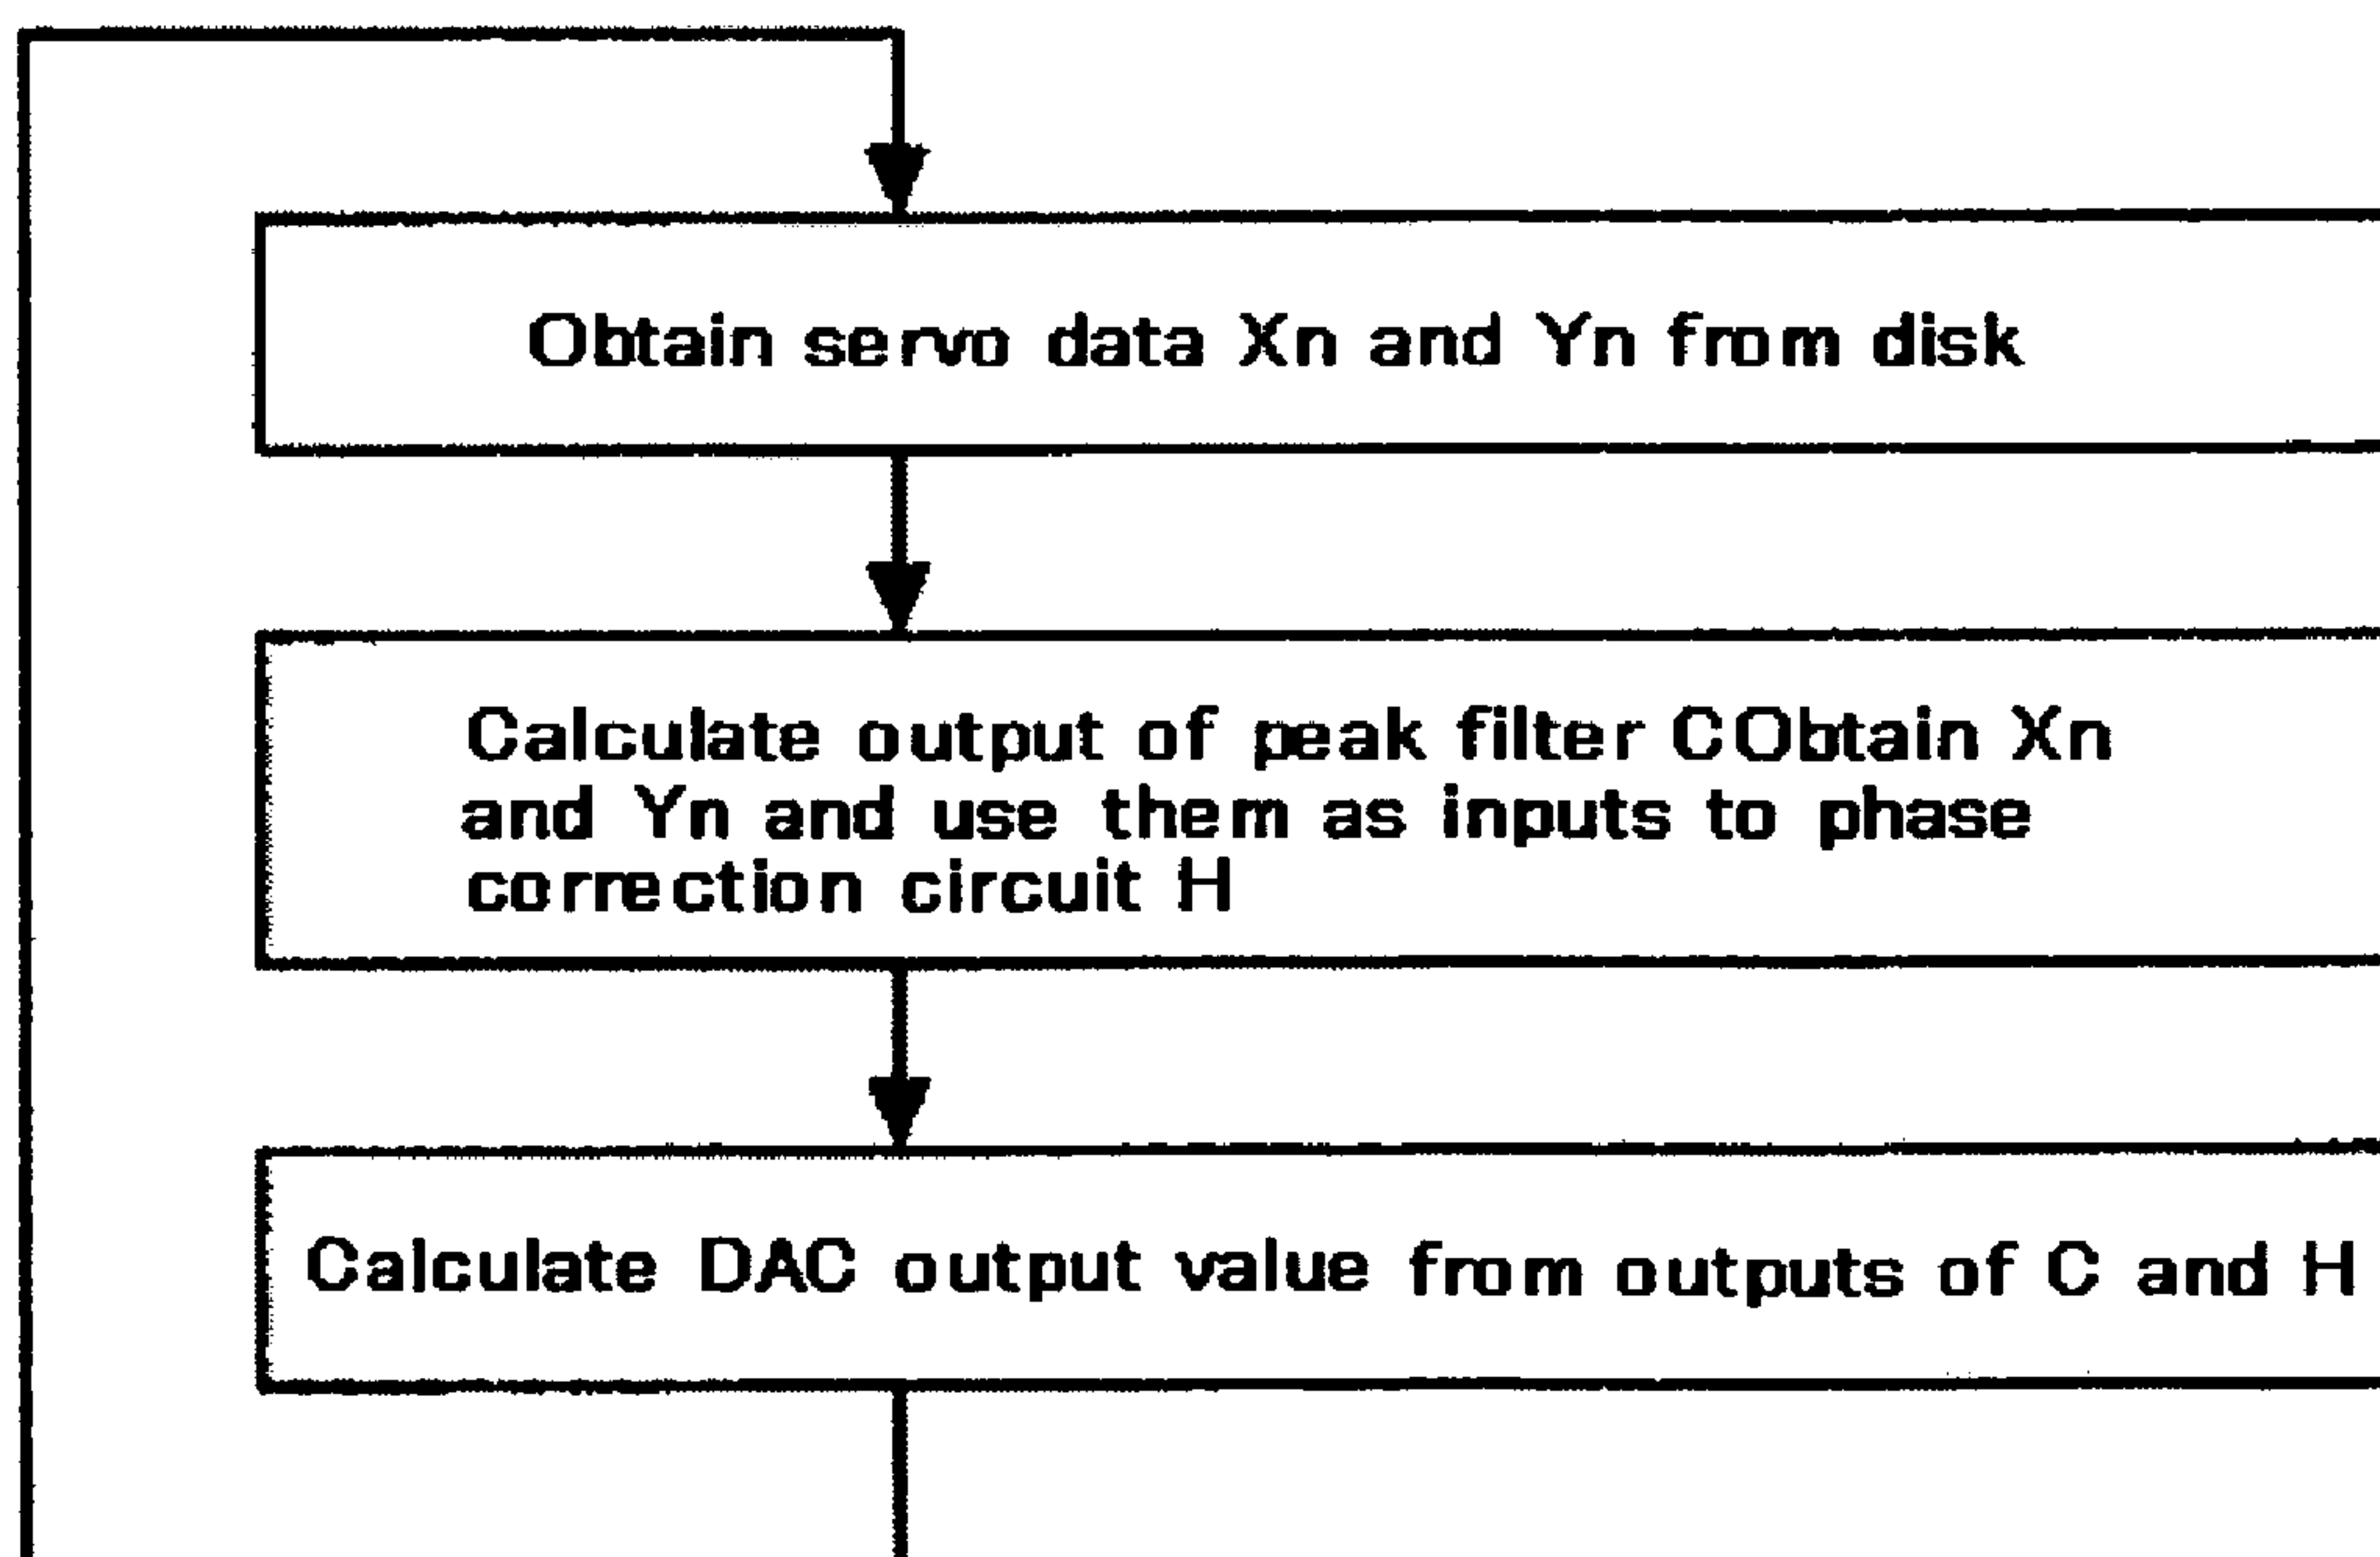 Obtain servo data Xn and Yn from disk
Calculate output of peak filter CObtain Xn
and Yn and use them as inputs to phase
correction circuit H
Calculate DAC output value from outputs of C and H